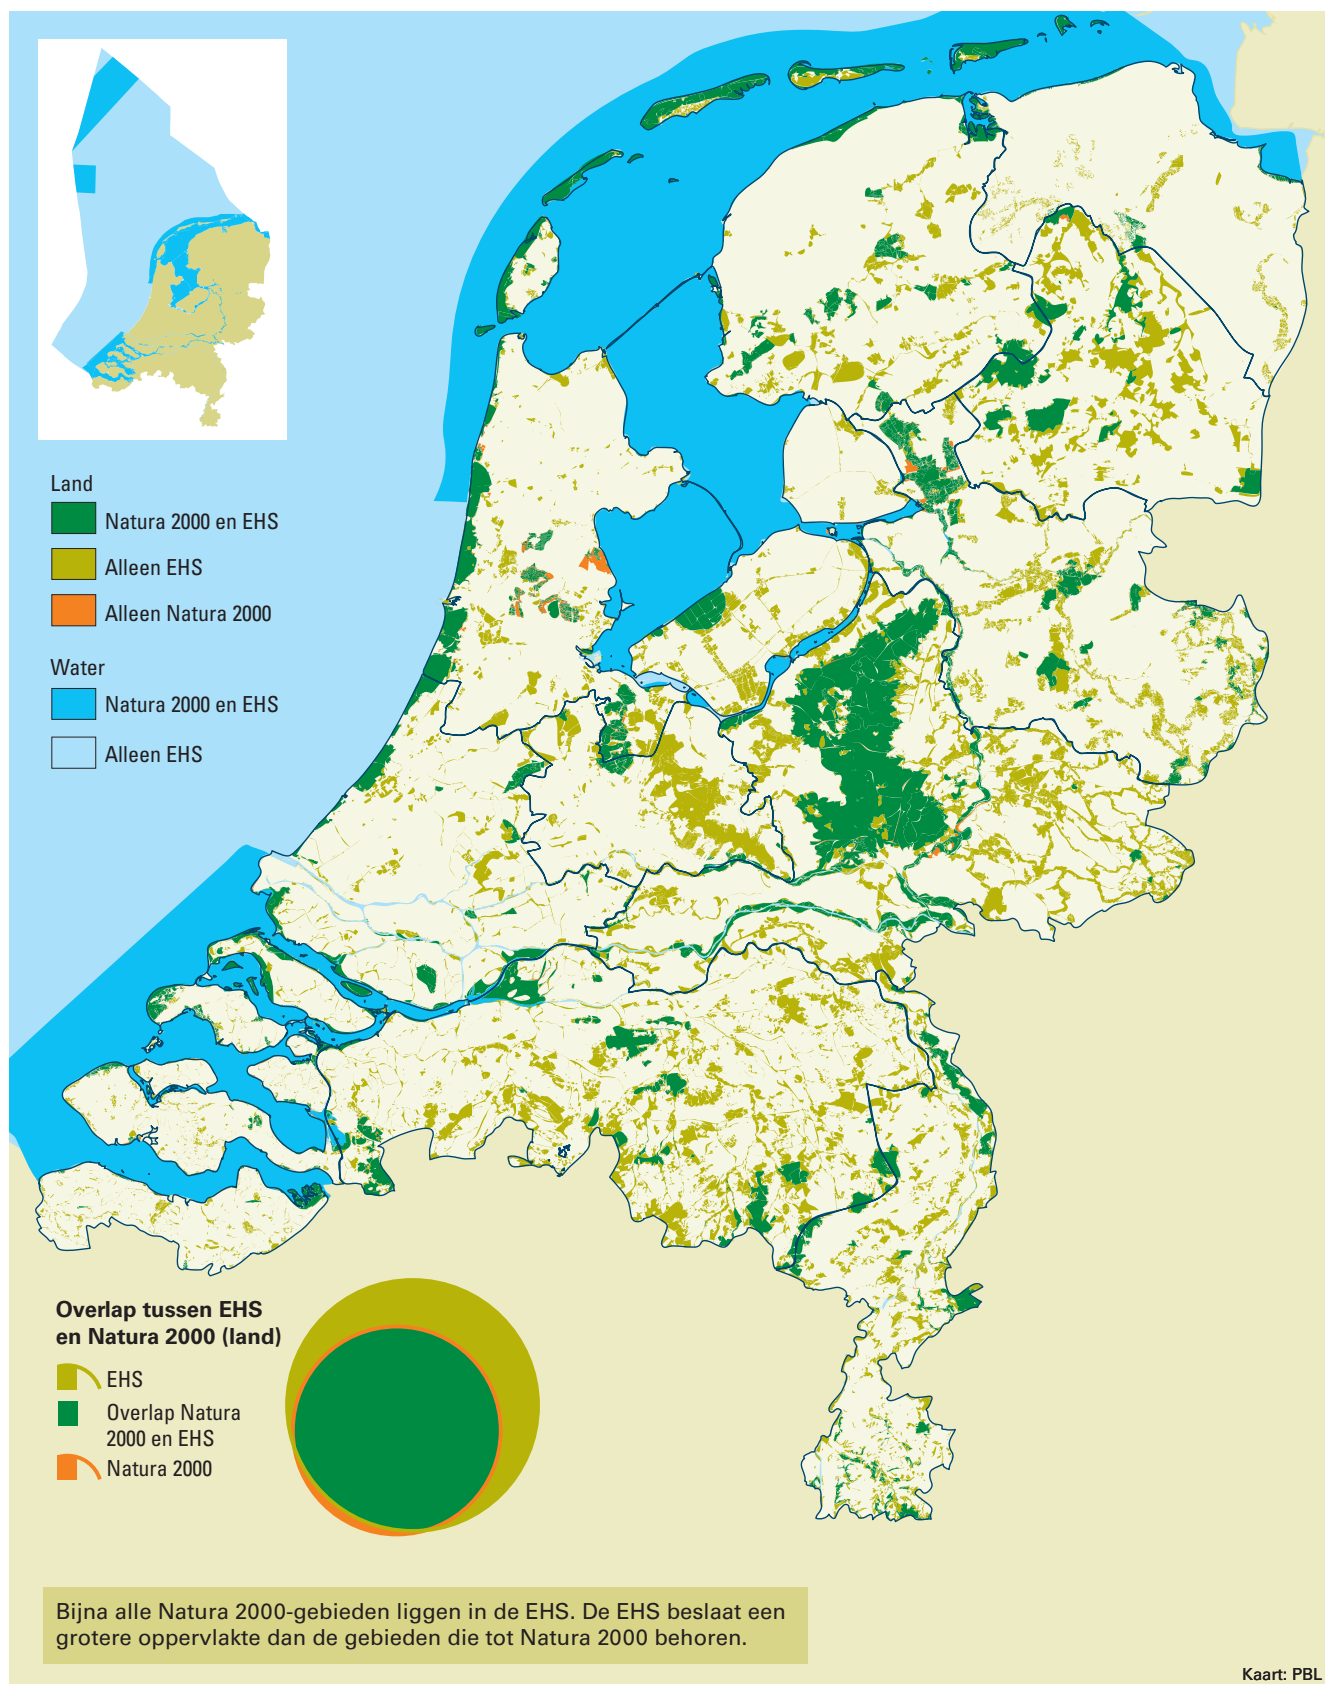 Land
Natura 2000 en EHS
Alleen EHS
Alleen Natura 2000
Water
Natura 2000 en EHS
Alleen EHS
Overlap tussen EHS
en Natura 2000 (land)
EHS
Overlap Natura
2000 en EHS
Natura 2000
Bijna alle Natura 2000-gebieden liggen in de EHS. De EHS beslaat een
grotere oppervlakte dan de gebieden die tot Natura 2000 behoren.
Kaart: PBL